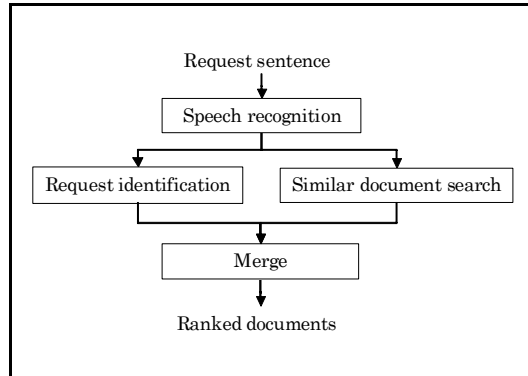 Request sentence
Speech recognition
Request identification
Similar document search
Merge
Ranked documents